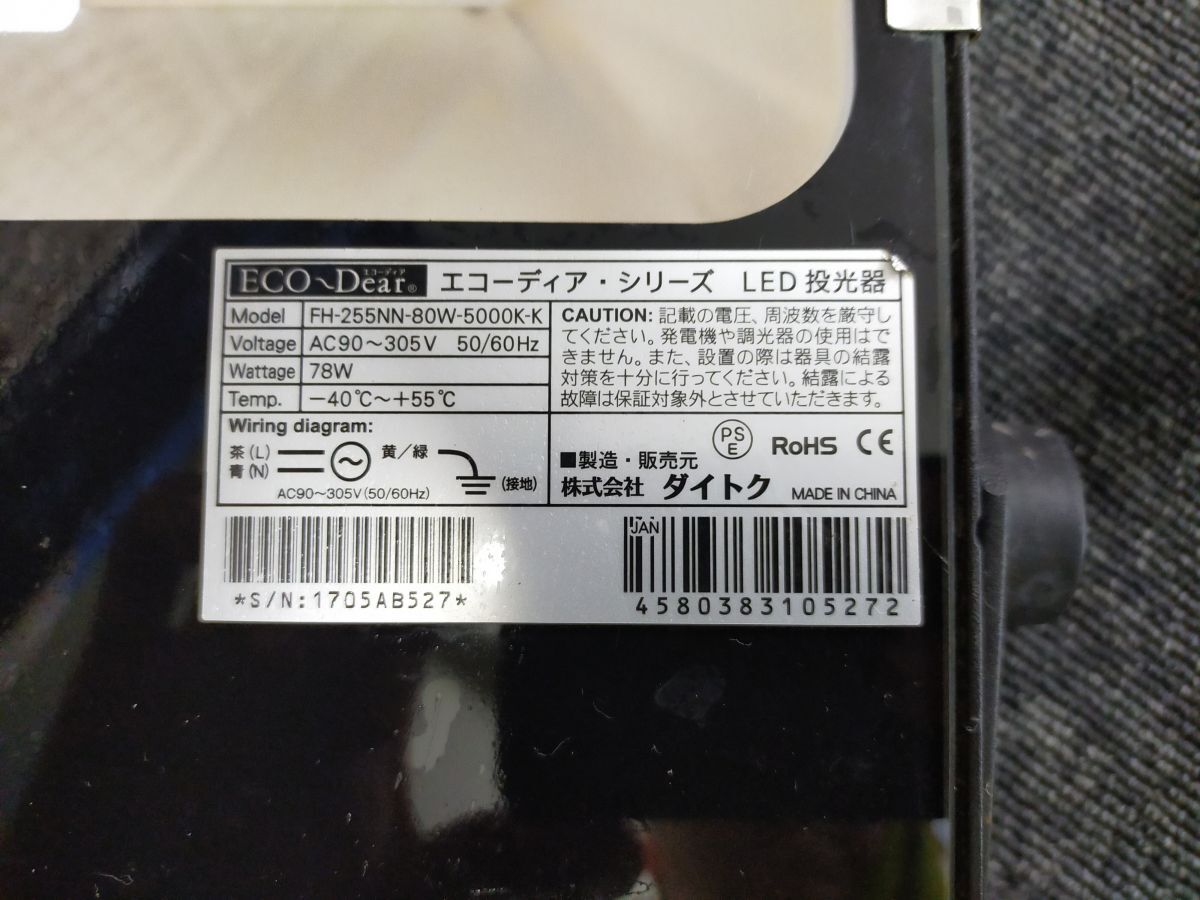 ECO~Dear® エコーディア エコーディア・シリーズ LED 投光器
Model FH-255NN-80W-5000K-K
Voltage AC90～305V 50/60Hz
Wattage 78W
Temp. －40℃～＋55℃
CAUTION: 記載の電圧、周波数を厳守し
てください。発電機や調光器の使用はで
きません。また、設置の際は器具の結露
対策を十分に行ってください。結露による
故障は保証対象外とさせていただきます。
Wiring diagram:
茶(L)
青(N)
黄／緑
(接地)
AC90～305V(50/60Hz)
PS
E
RoHS CE
■製造・販売元
株式会社 ダイトク MADE IN CHINA
*S/N:1705AB527*
JAN
4580383105272